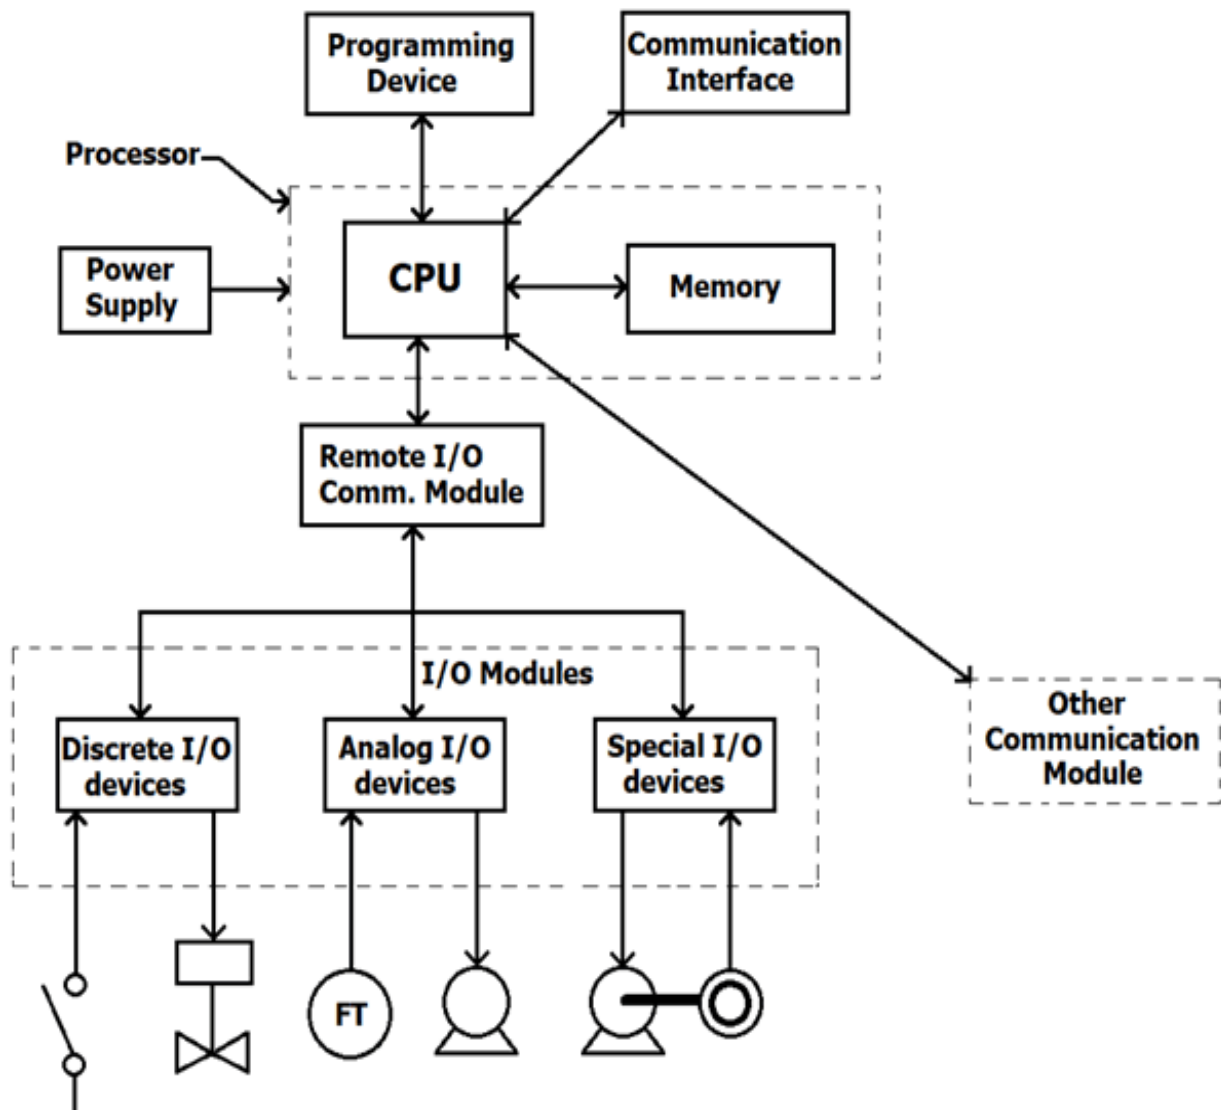 Programming
Device
Communication
Interface
Processor
Power
Supply
CPU
Memory
Remote I/O
Comm. Module
I/O Modules
Discrete I/O
devices
Analog I/O
devices
Special I/O
devices
Other
Communication
Module
FT